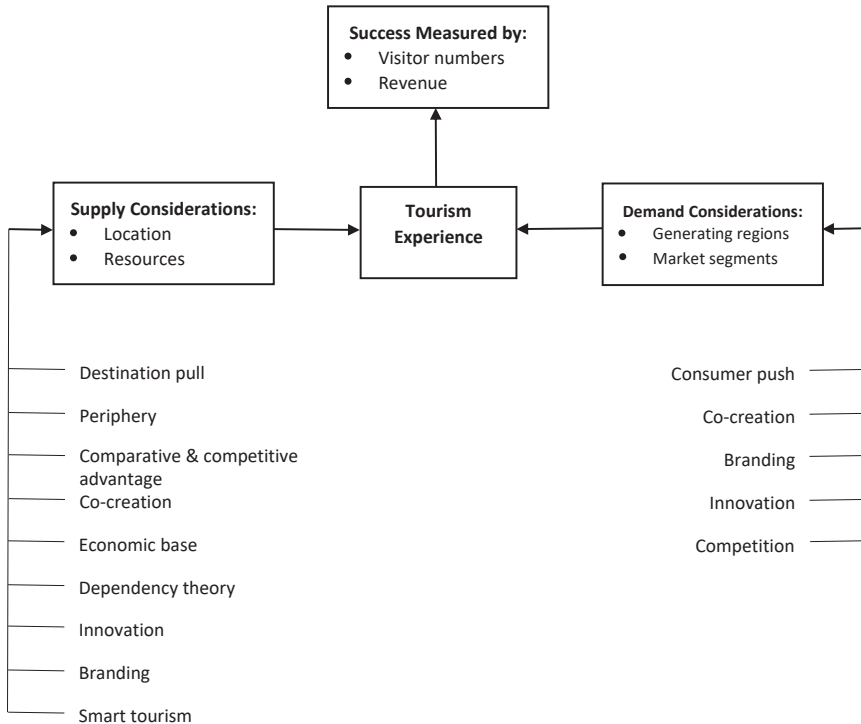 Success Measured by:
• Visitor numbers
• Revenue
Supply Considerations:
• Location
• Resources
Tourism
Experience
Demand Considerations:
• Generating regions
• Market segments
Destination pull
Periphery
Comparative & competitive
advantage
Co-creation
Economic base
Dependency theory
Innovation
Branding
Smart tourism
Consumer push
Co-creation
Branding
Innovation
Competition